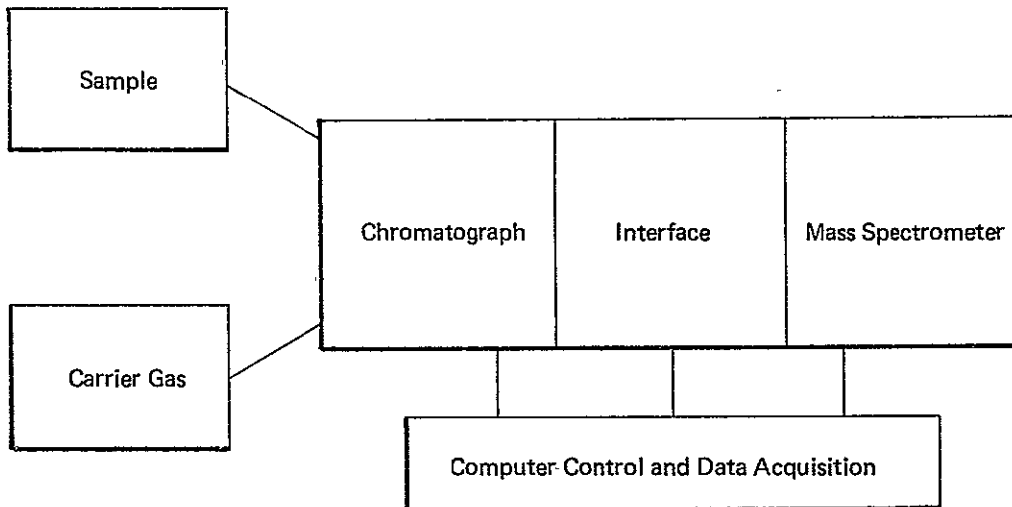 Sample
Chromatograph
Interface
Mass Spectrometer
Carrier Gas
Computer Control and Data Acquisition